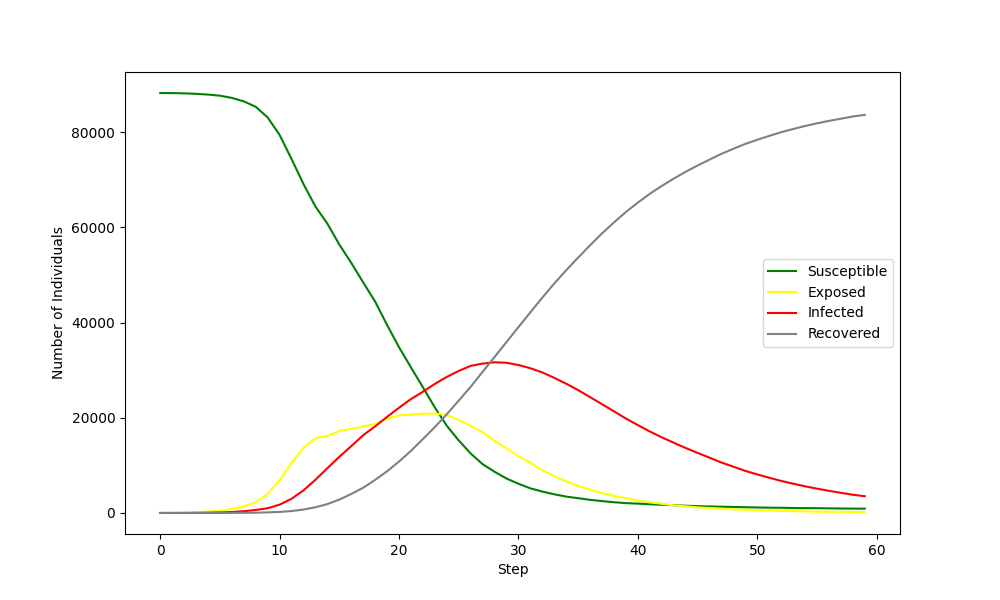 80000
60000
40000
20000
0
Number of Individuals
0 10 20 30 40 50 60
Step
Susceptible
Exposed
Infected
Recovered